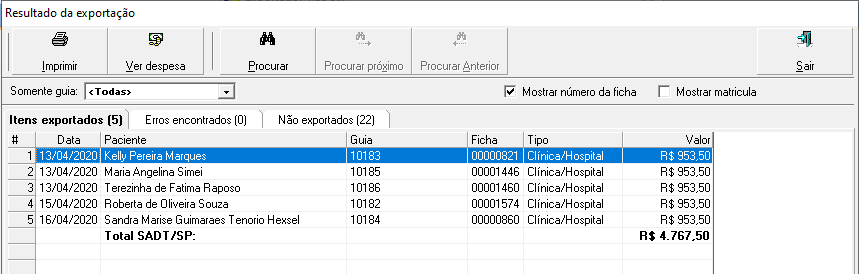 Resultado da exportação
Imprimir Ver despesa Procurar Procurar próximo Procurar Anterior Sair
Somente guia: <Todas> Mostrar número da ficha Mostrar matricula
Itens exportados (5) Erros encontrados (0) Não exportados (22)
# Data Paciente Guia Ficha Tipo Valor
1 13/04/2020 Kelly Pereira Marques 10183 00000821 Clínica/Hospital R$ 953,50
2 13/04/2020 Maria Angelina Simei 10185 00001446 Clínica/Hospital R$ 953,50
3 13/04/2020 Terezinha de Fatima Raposo 10186 00001460 Clínica/Hospital R$ 953,50
4 15/04/2020 Roberta de Oliveira Souza 10182 00001574 Clínica/Hospital R$ 953,50
5 16/04/2020 Sandra Marise Guimaraes Tenorio Hexsel 10184 00000860 Clínica/Hospital R$ 953,50
Total SADT/SP: R$ 4.767,50